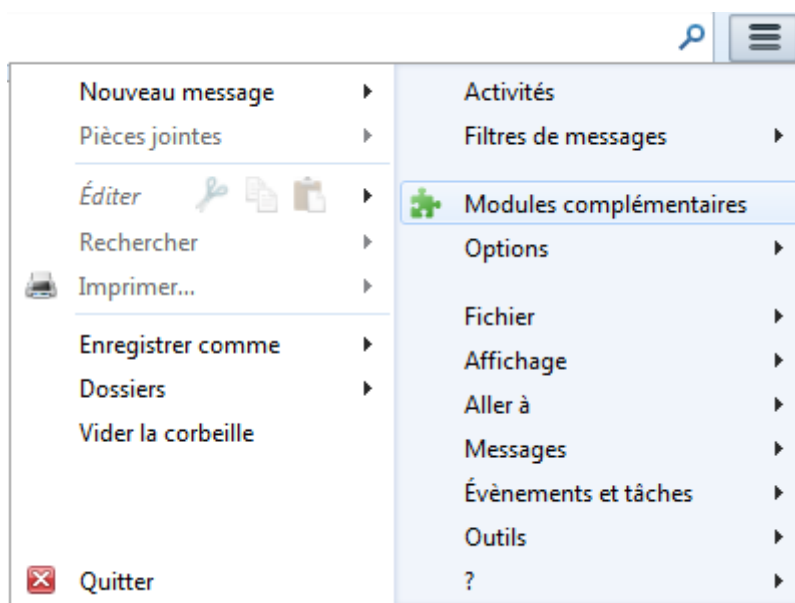 Nouveau message
Pièces jointes
Éditer
Rechercher
Imprimer...
Enregistrer comme
Dossiers
Vider la corbeille
Quitter
Activités
Filtres de messages
Modules complémentaires
Options
Fichier
Affichage
Aller à
Messages
Évènements et tâches
Outils
?